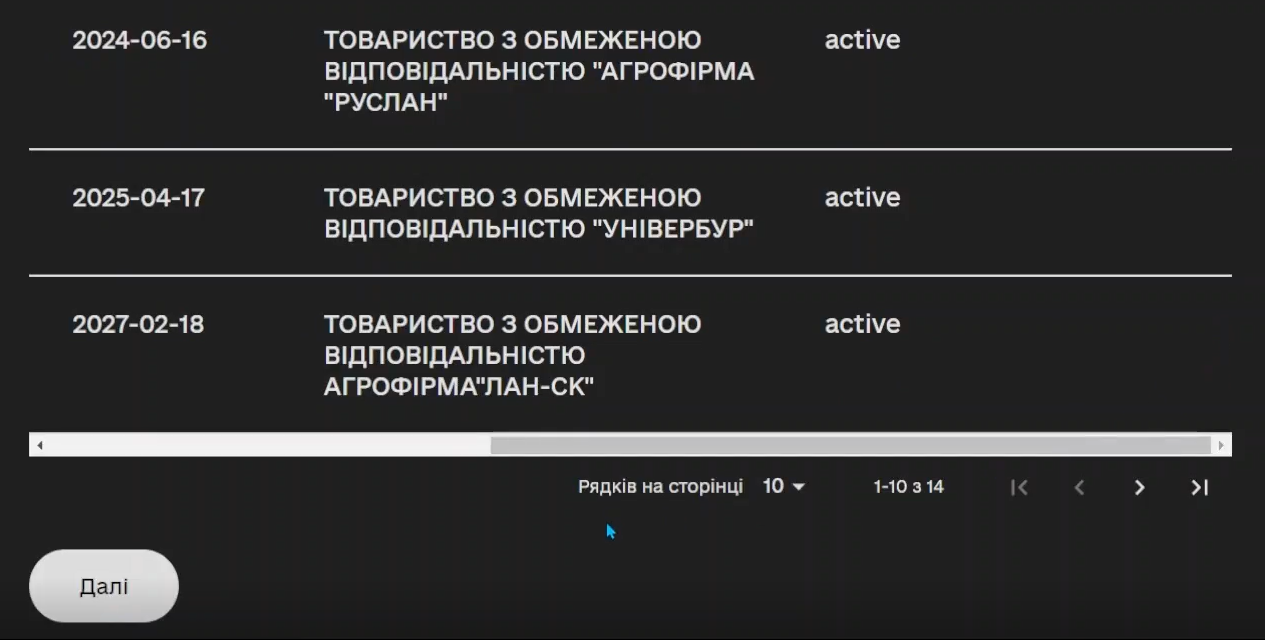 2024-06-16
ТОВАРИСТВО З ОБМЕЖЕНОЮ
ВІДПОВІДАЛЬНІСТЮ "АГРОФІРМА
"РУСЛАН"
active
2025-04-17
ТОВАРИСТВО З ОБМЕЖЕНОЮ
ВІДПОВІДАЛЬНІСТЮ "УНІВЕРБУР"
active
2027-02-18
ТОВАРИСТВО З ОБМЕЖЕНОЮ
ВІДПОВІДАЛЬНІСТЮ
АГРОФІРМА"ЛАН-СК"
active
Рядків на сторінці 10
1-10 з 14
Далі